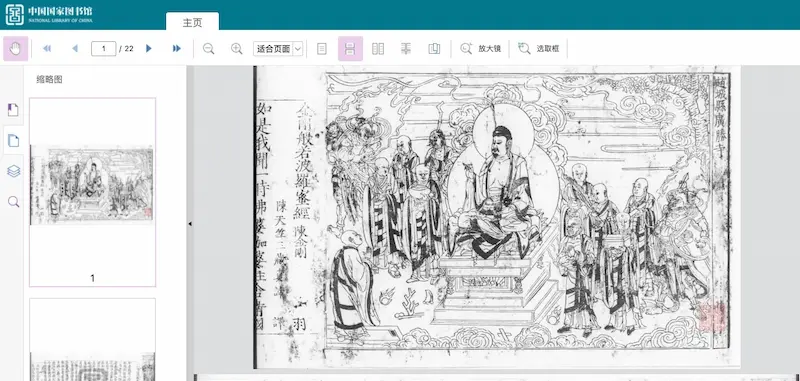 中国国家图书馆
NATIONAL LIBRARY OF CHINA
主页
1 / 22
适合页面
放大镜
选取框
缩略图
1
趙城縣廣勝寺
金剛般若波羅蜜經 陳金剛 羽
陳天竺三藏
如是我聞一時佛婆伽婆住舍